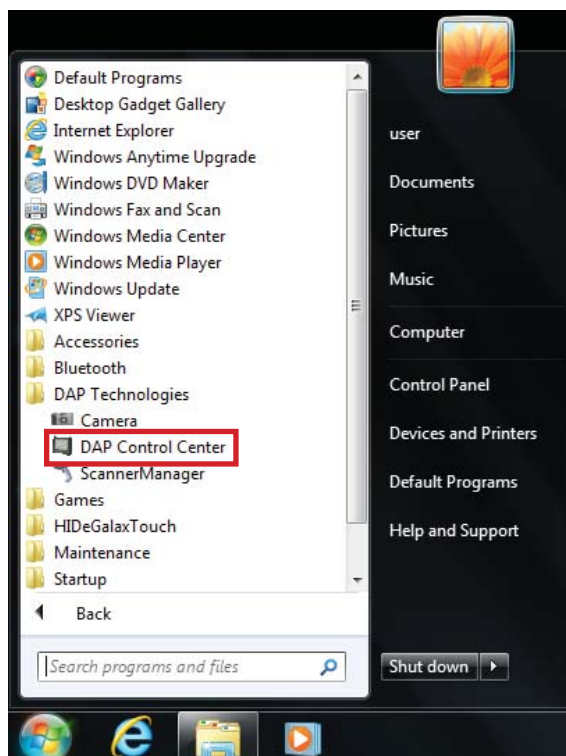 Default Programs
Desktop Gadget Gallery
Internet Explorer
Windows Anytime Upgrade
Windows DVD Maker
Windows Fax and Scan
Windows Media Center
Windows Media Player
Windows Update
XPS Viewer
Accessories
Bluetooth
DAP Technologies
Camera
DAP Control Center
ScannerManager
Games
HIDeGalaxTouch
Maintenance
Startup
Back
Search programs and files
user
Documents
Pictures
Music
Computer
Control Panel
Devices and Printers
Default Programs
Help and Support
Shut down